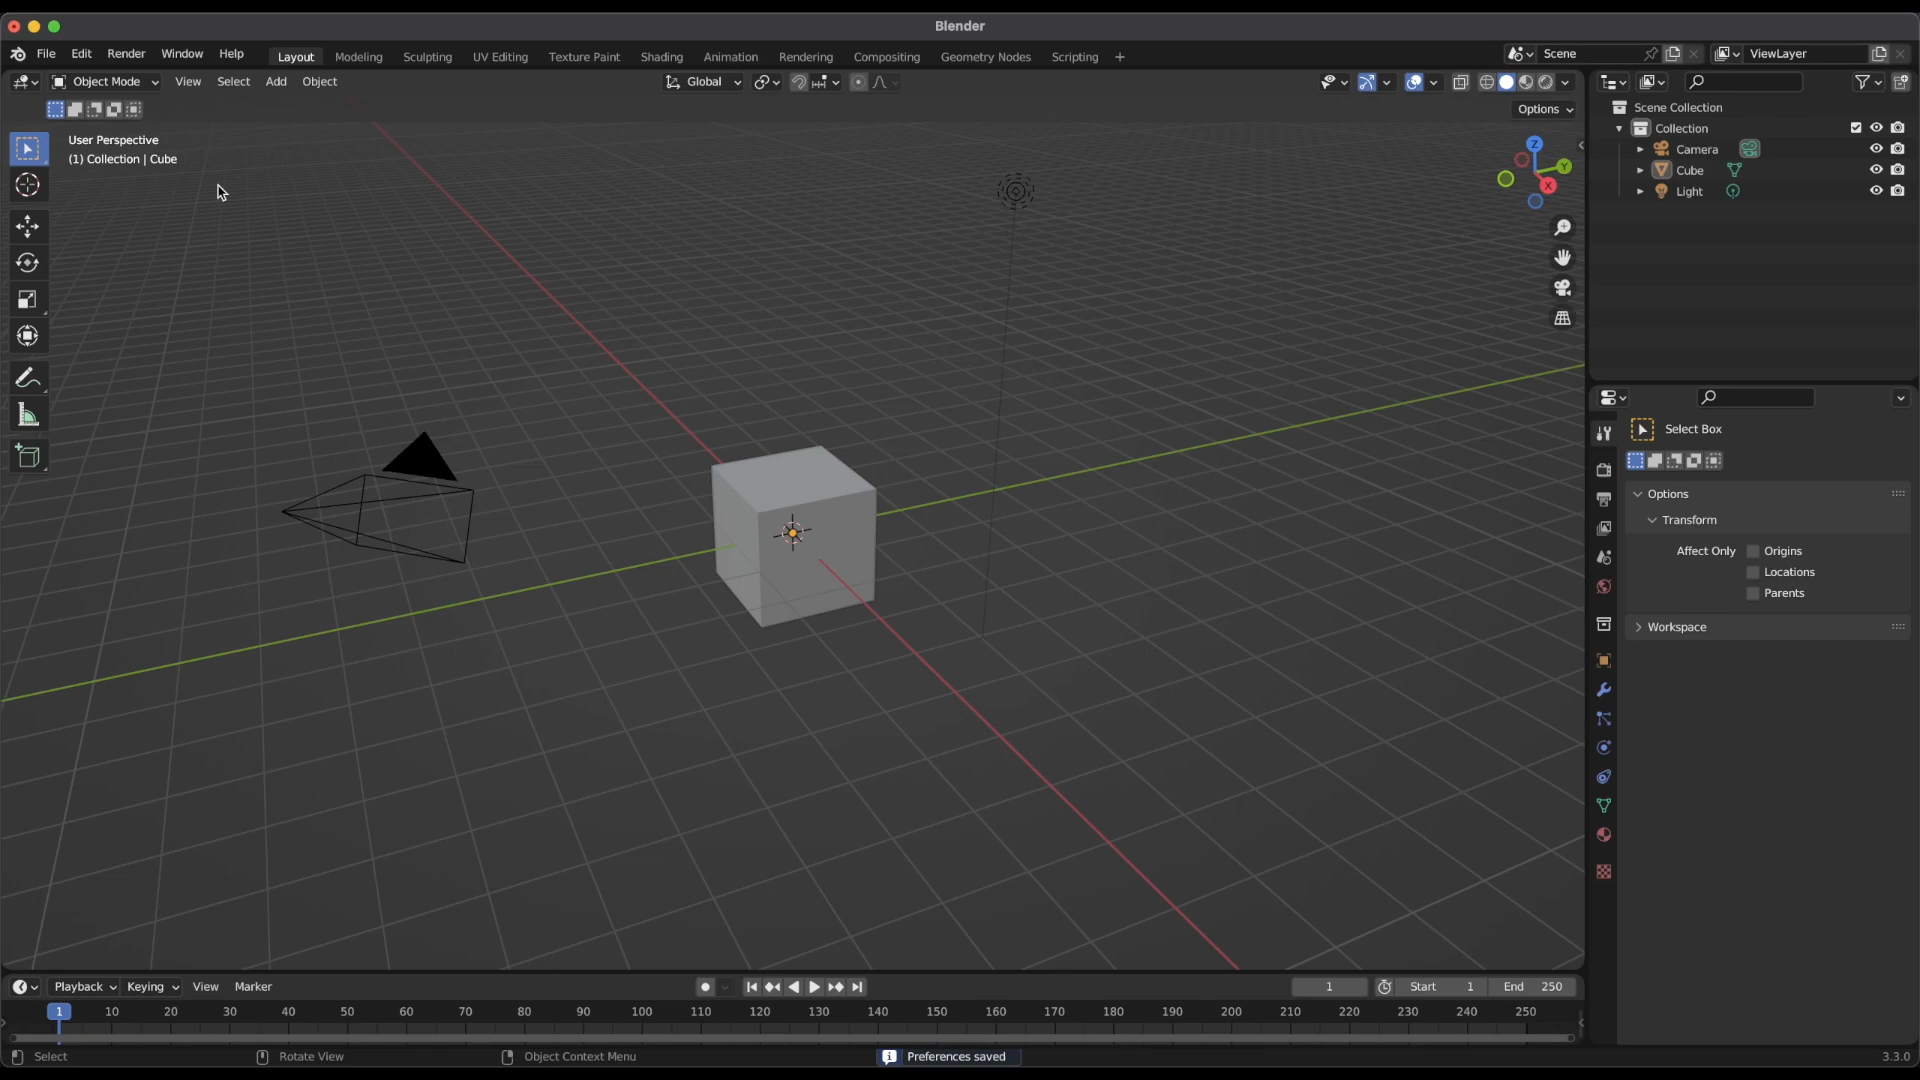 Blender
File Edit Render Window Help Layout Modeling Sculpting UV Editing Texture Paint Shading Animation Rendering Compositing Geometry Nodes Scripting + Scene ViewLayer
Object Mode View Select Add Object Global
Options
User Perspective
(1) Collection | Cube
Z
Y
X
Scene Collection
Collection
Camera
Cube
Light
Select Box
Options
Transform
Affect Only Origins
Locations
Parents
Workspace
Playback Keying View Marker 1 Start 1 End 250
1 10 20 30 40 50 60 70 80 90 100 110 120 130 140 150 160 170 180 190 200 210 220 230 240 250
Select Rotate View Object Context Menu Preferences saved 3.3.0